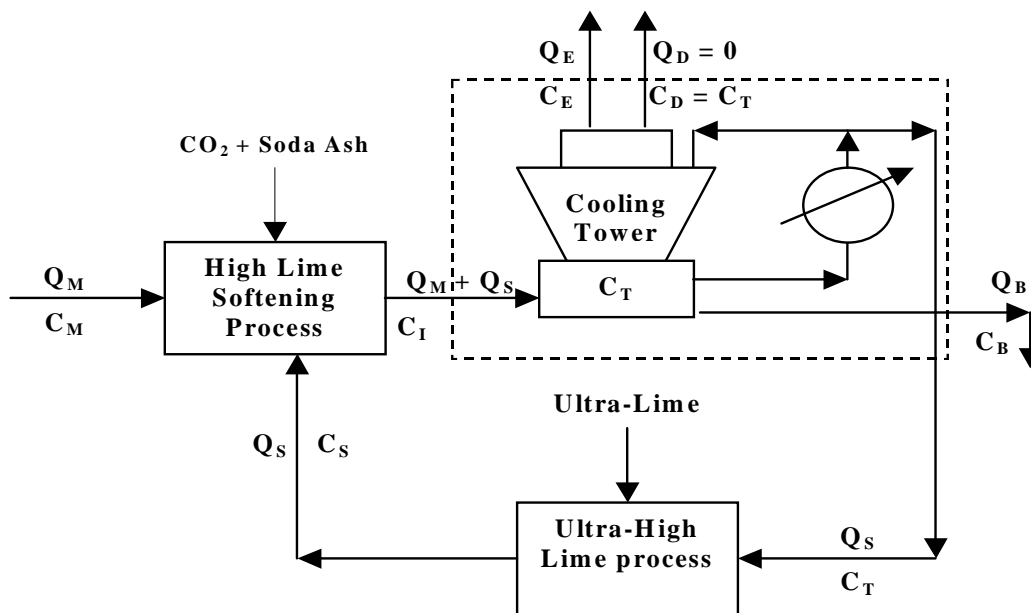 Q_E
Q_D = 0
C_E
C_D = C_T
CO₂ + Soda Ash
Cooling
Tower
Q_M
High Lime
Softening
Process
Q_M + Q_S
C_T
Q_B
C_M
C_I
C_B
Ultra-Lime
Q_S
C_S
Ultra-High
Lime process
Q_S
C_T